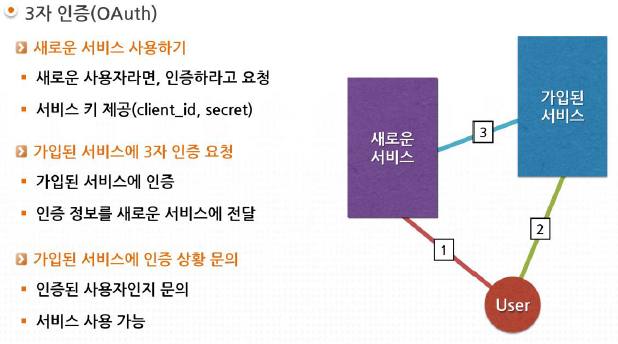 3자 인증(OAuth)
새로운 서비스 사용하기
새로운 사용자라면, 인증하라고 요청
서비스 키 제공(client_id, secret)
가입된 서비스에 3자 인증 요청
가입된 서비스에 인증
인증 정보를 새로운 서비스에 전달
가입된 서비스에 인증 상황 문의
인증된 사용자인지 문의
서비스 사용 가능
새로운
서비스
가입된
서비스
3
2
1
User